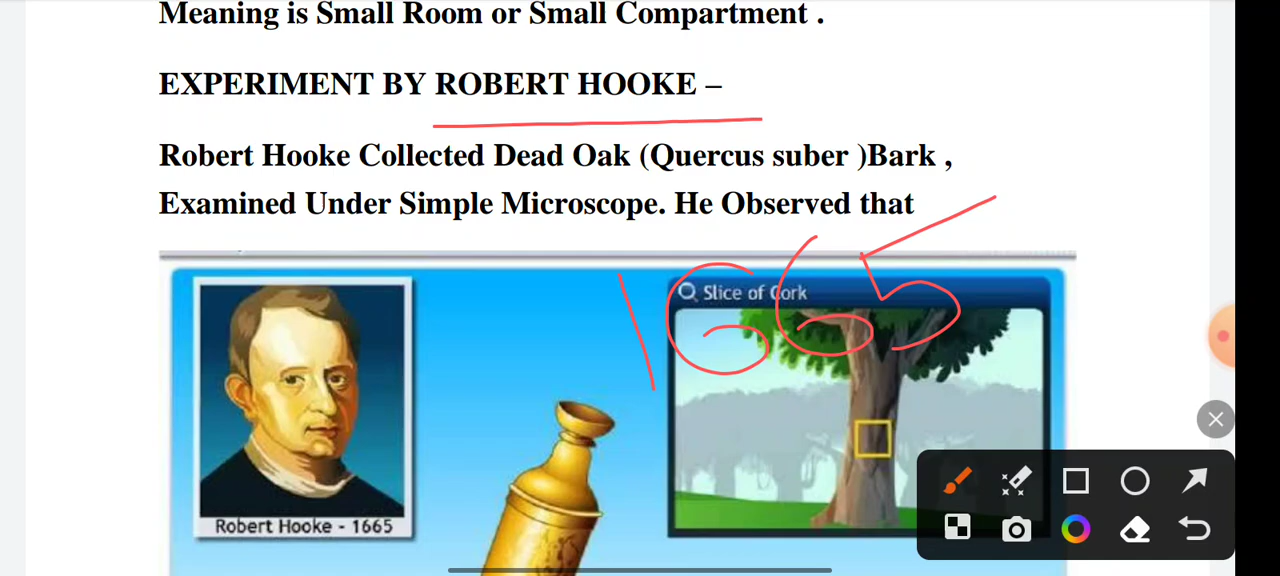 Meaning is Small Room or Small Compartment .
EXPERIMENT BY ROBERT HOOKE –
Robert Hooke Collected Dead Oak (Quercus suber )Bark ,
Examined Under Simple Microscope. He Observed that
Slice of Cork
1665
Robert Hooke - 1665